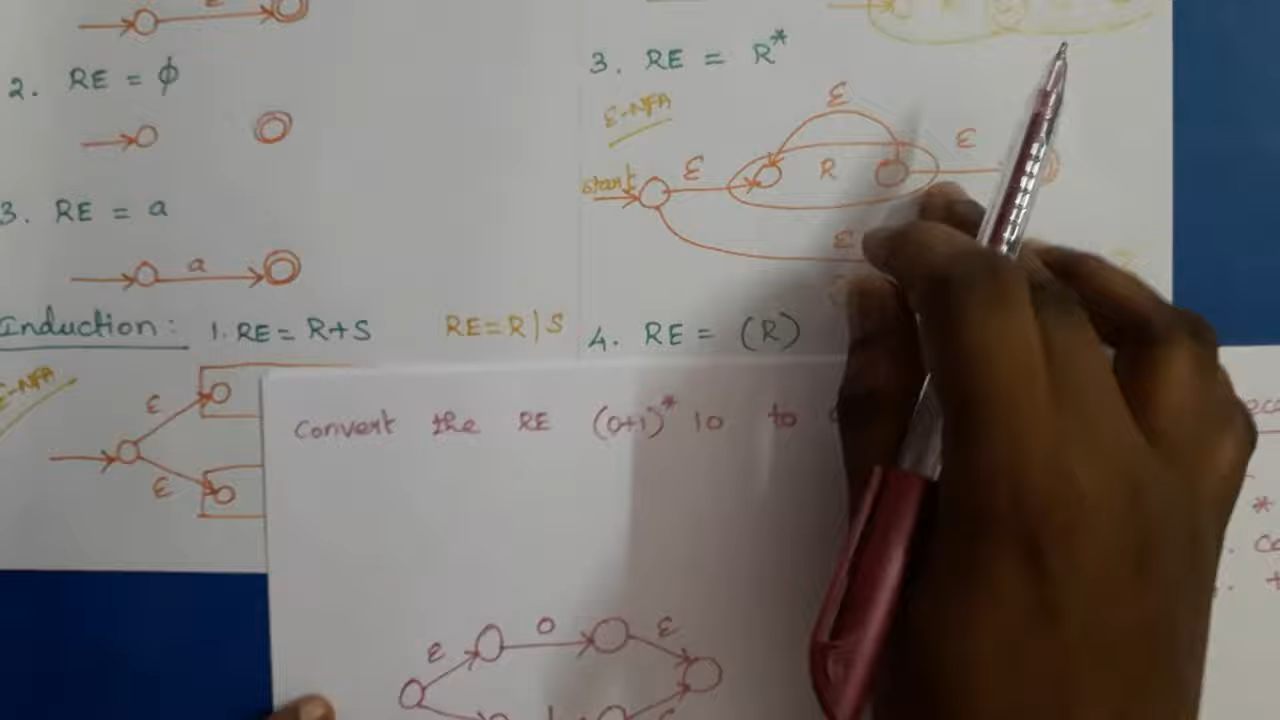 ε
2. RE = ϕ
3. RE = a
a
Induction: 1. RE = R+S RE = R | S
ε-NFA
ε
ε
3. RE = R*
ε-NFA
ε
start ε R ε
ε
4. RE = (R)
convert the RE (0+1)* 10 to
ε 0 ε
1
*